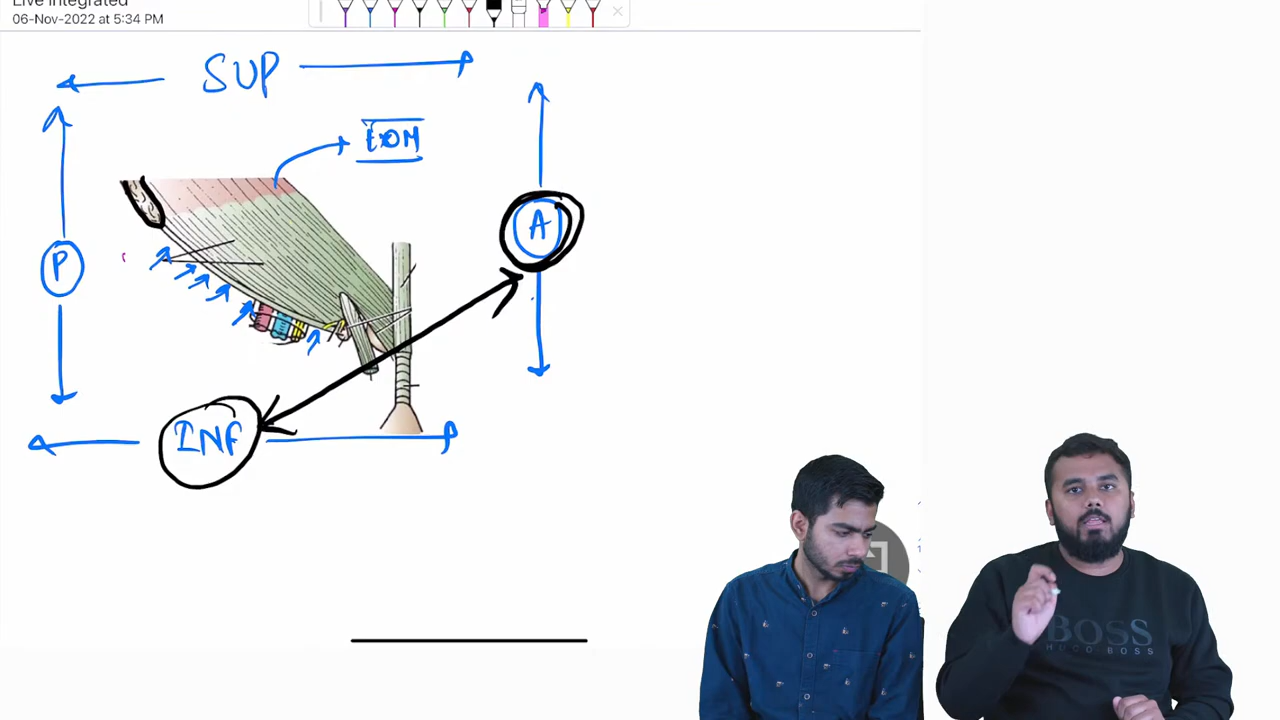 Live Integrated
06-Nov-2022 at 5:34 PM
SUP
EOM
A
P
INF
BOSS
HUGO BOSS